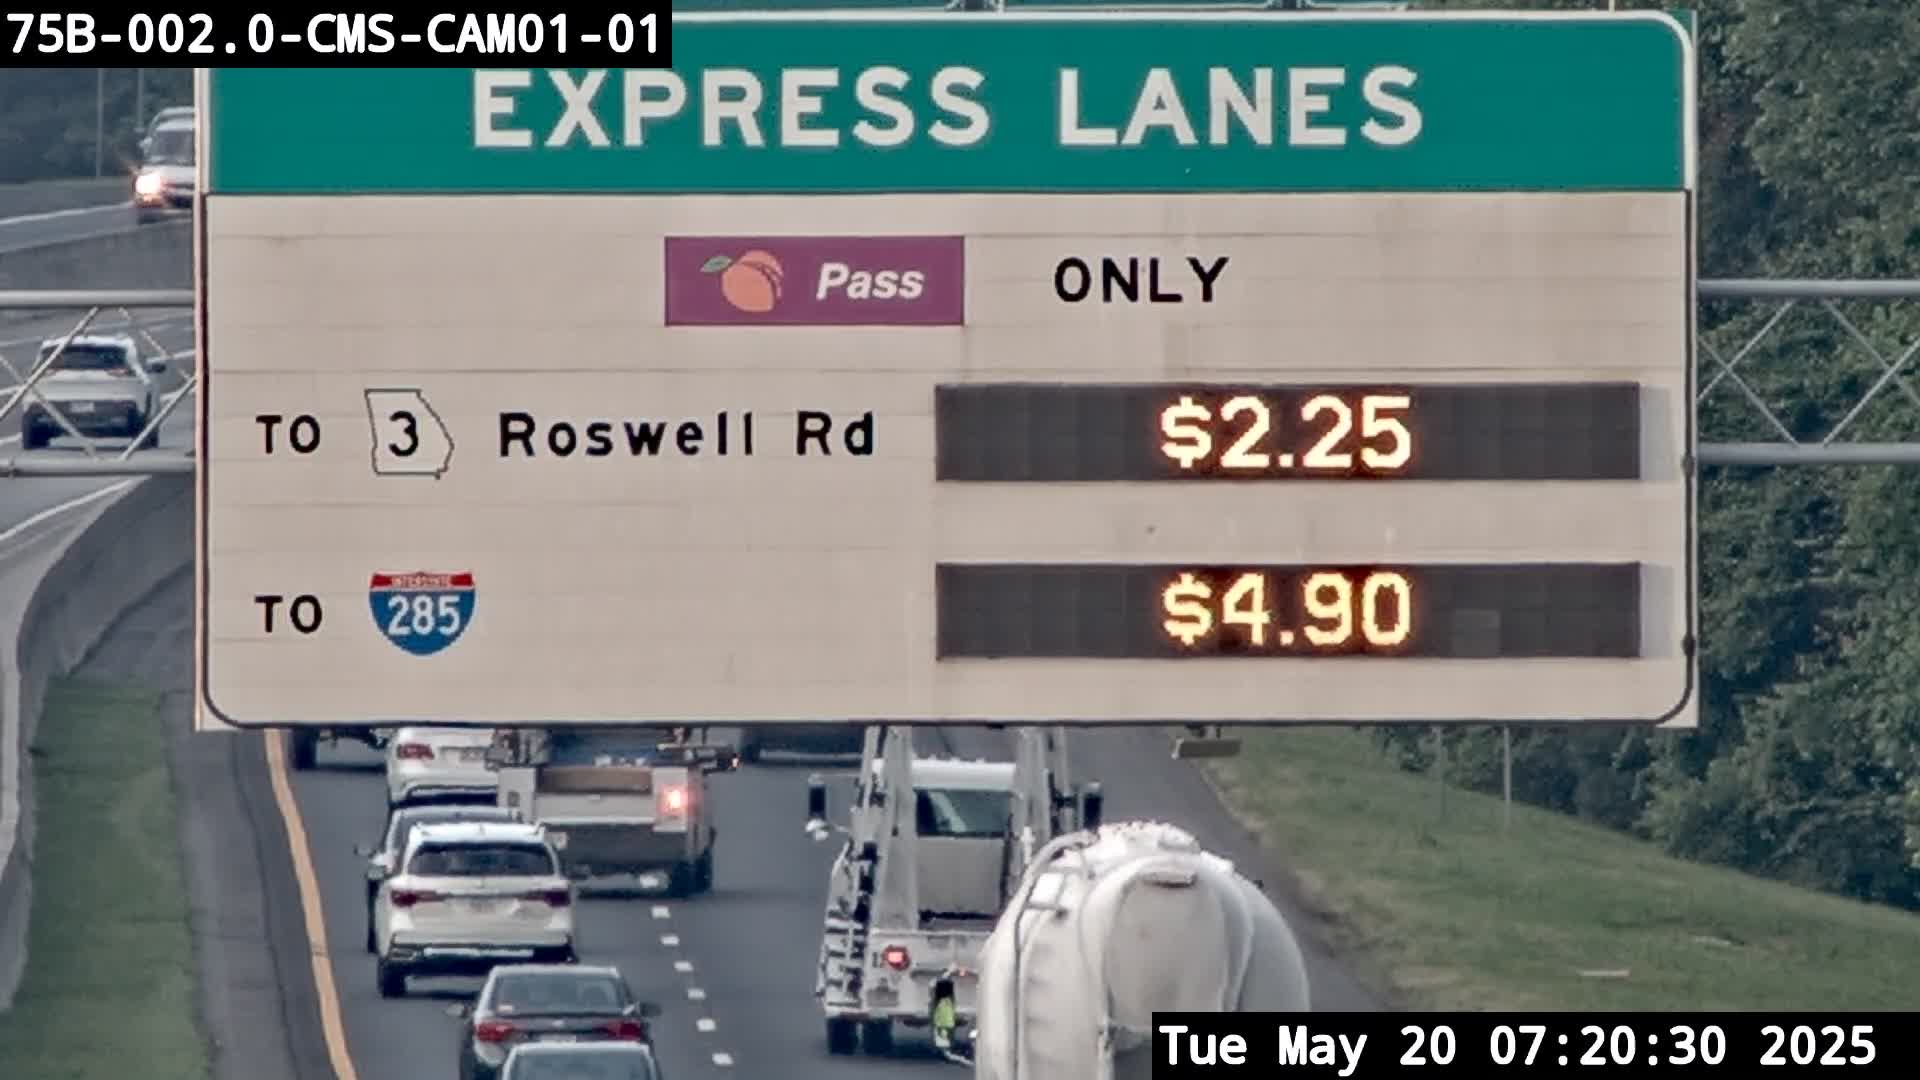 75B-002.0-CMS-CAM01-01
EXPRESS LANES
Pass ONLY
TO 3 Roswell Rd $2.25
INTERSTATE
TO 285 $4.90
Tue May 20 07:20:30 2025